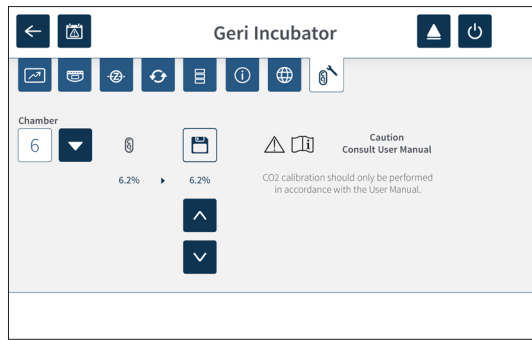 Geri Incubator
Chamber
6
6.2%
6.2%
Caution
Consult User Manual
CO2 calibration should only be performed
in accordance with the User Manual.